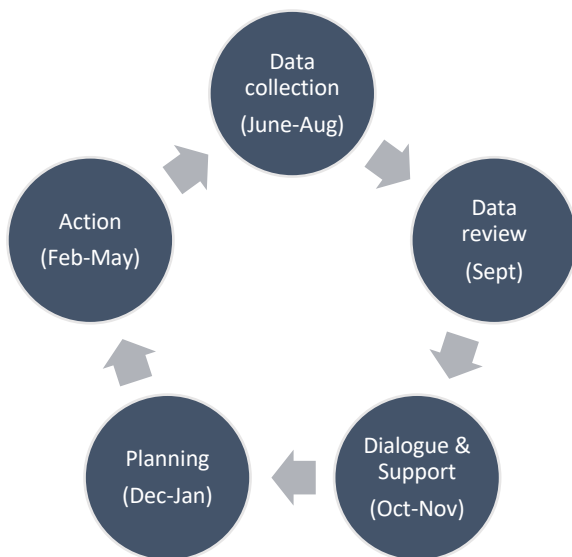 Data
collection
(June-Aug)
Data
review
(Sept)
Dialogue &
Support
(Oct-Nov)
Planning
(Dec-Jan)
Action
(Feb-May)